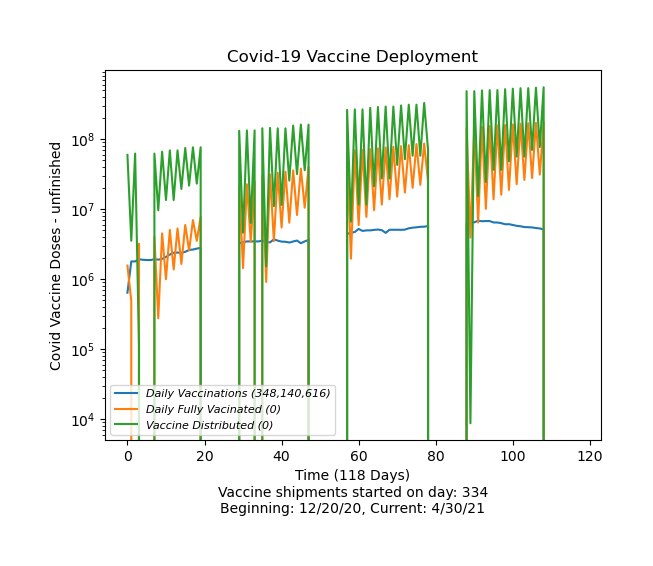 Covid-19 Vaccine Deployment
Covid Vaccine Doses - unfinished
10^8
10^7
10^6
10^5
10^4
Daily Vaccinations (348,140,616)
Daily Fully Vacinated (0)
Vaccine Distributed (0)
0 20 40 60 80 100 120
Time (118 Days)
Vaccine shipments started on day: 334
Beginning: 12/20/20, Current: 4/30/21